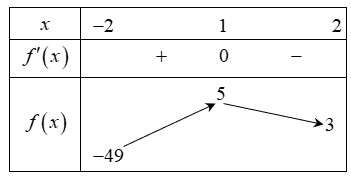 x −2 1 2
f′(x) + 0 −
5
f(x) 3
−49